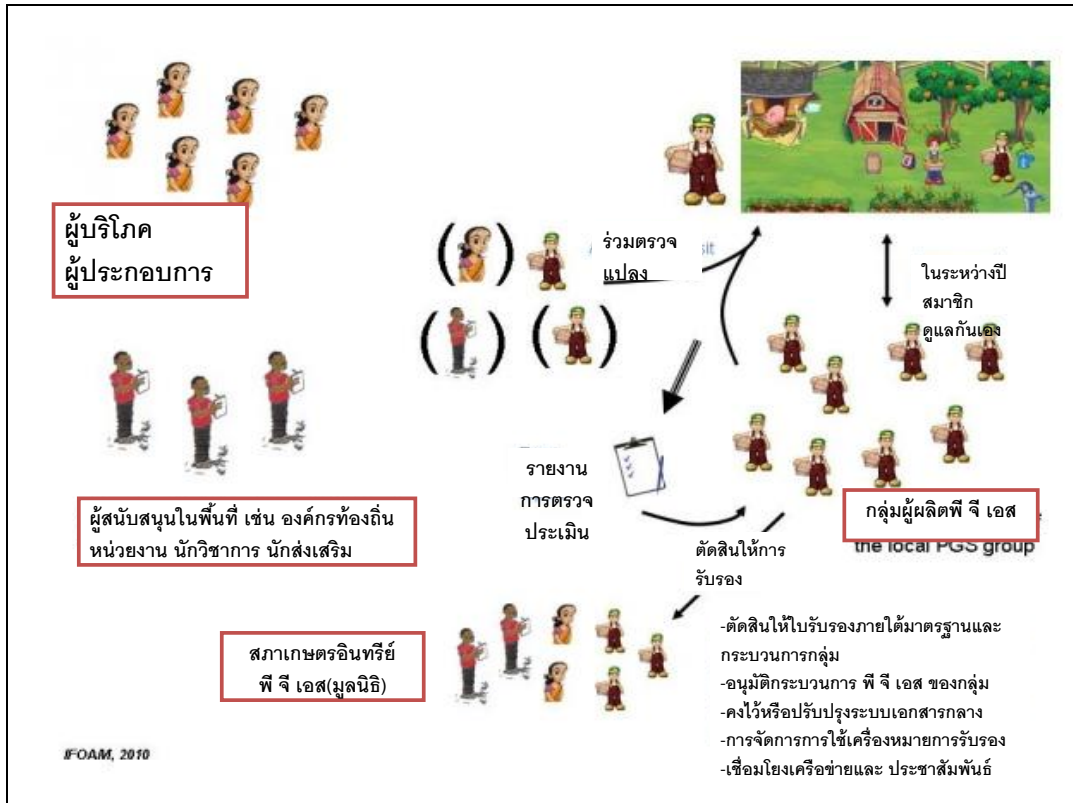 ผู้บริโภค
ผู้ประกอบการ
ร่วมตรวจ
แปลง
sit
ในระหว่างปี
สมาชิก
ดูแลกันเอง
รายงาน
การตรวจ
ประเมิน
ผู้สนับสนุนในพื้นที่ เช่น องค์กรท้องถิ่น
หน่วยงาน นักวิชาการ นักส่งเสริม
กลุ่มผู้ผลิตพี จี เอส
the local PGS group
ตัดสินให้การ
รับรอง
สภาเกษตรอินทรีย์
พี จี เอส(มูลนิธิ)
-ตัดสินให้ใบรับรองภายใต้มาตรฐานและ
กระบวนการกลุ่ม
-อนุมัติกระบวนการ พี จี เอส ของกลุ่ม
-คงไว้หรือปรับปรุงระบบเอกสารกลาง
-การจัดการการใช้เครื่องหมายการรับรอง
-เชื่อมโยงเครือข่ายและ ประชาสัมพันธ์
IFOAM, 2010